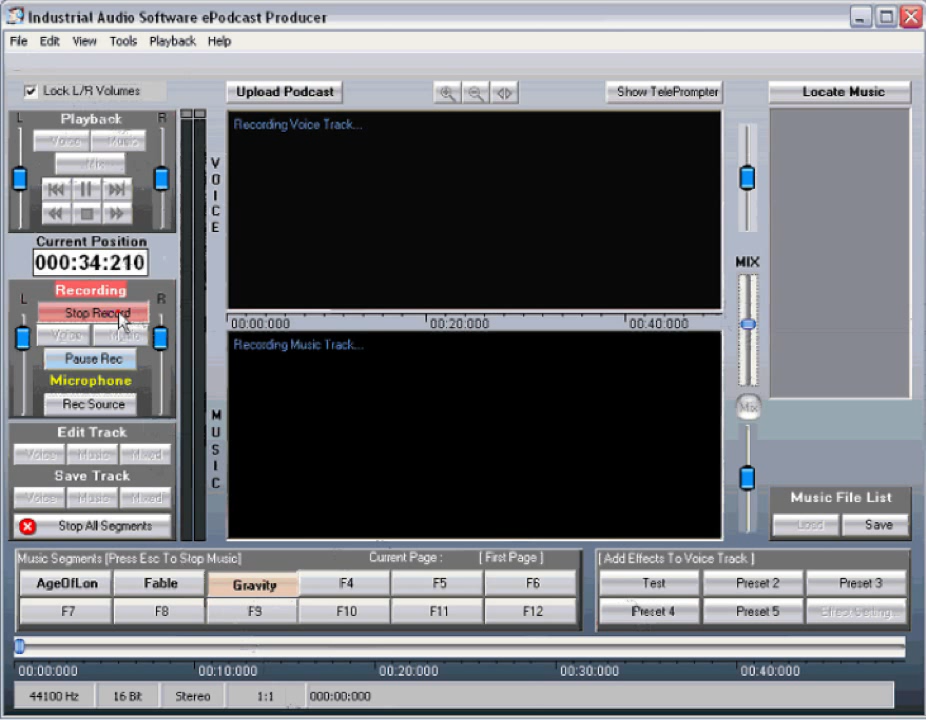 Industrial Audio Software ePodcast Producer
File Edit View Tools Playback Help
Lock L/R Volumes
Upload Podcast
Show TelePrompter
Locate Music
L Playback R
Voice Music
Mix
Current Position
000:34:210
Recording
L R
Stop Record
Voice Music
Pause Rec
Microphone
Rec Source
Edit Track
Voice Music Mixed
Save Track
Voice Music Mixed
Stop All Segments
VOICE
Recording Voice Track...
00:00:000 00:20:000 00:40:000
MUSIC
Recording Music Track...
MIX
Mix
Music File List
Load Save
Music Segments [Press Esc To Stop Music] Current Page : [ First Page ]
AgeOfLon Fable Gravity F4 F5 F6
F7 F8 F9 F10 F11 F12
[ Add Effects To Voice Track ]
Test Preset 2 Preset 3
Preset 4 Preset 5 Effect Setting...
00:00:000 00:10:000 00:20:000 00:30:000 00:40:000
44100 Hz 16 Bit Stereo 1:1 000:00:000